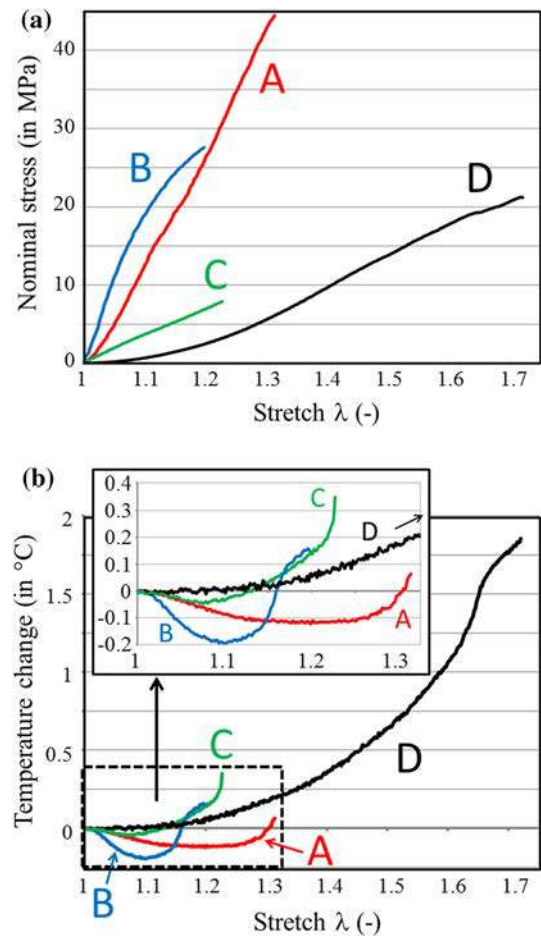 (a)
Nominal stress (in MPa)
40
30
20
10
0
A
B
C
D
1 1.1 1.2 1.3 1.4 1.5 1.6 1.7
Stretch λ (-)
(b)
Temperature change (in °C)
2
1.5
1
0.5
0
0.4
0.3
0.2
0.1
0
-0.1
-0.2
C
D
B
A
1 1.1 1.2 1.3
C
D
A
B
1 1.1 1.2 1.3 1.4 1.5 1.6 1.7
Stretch λ (-)